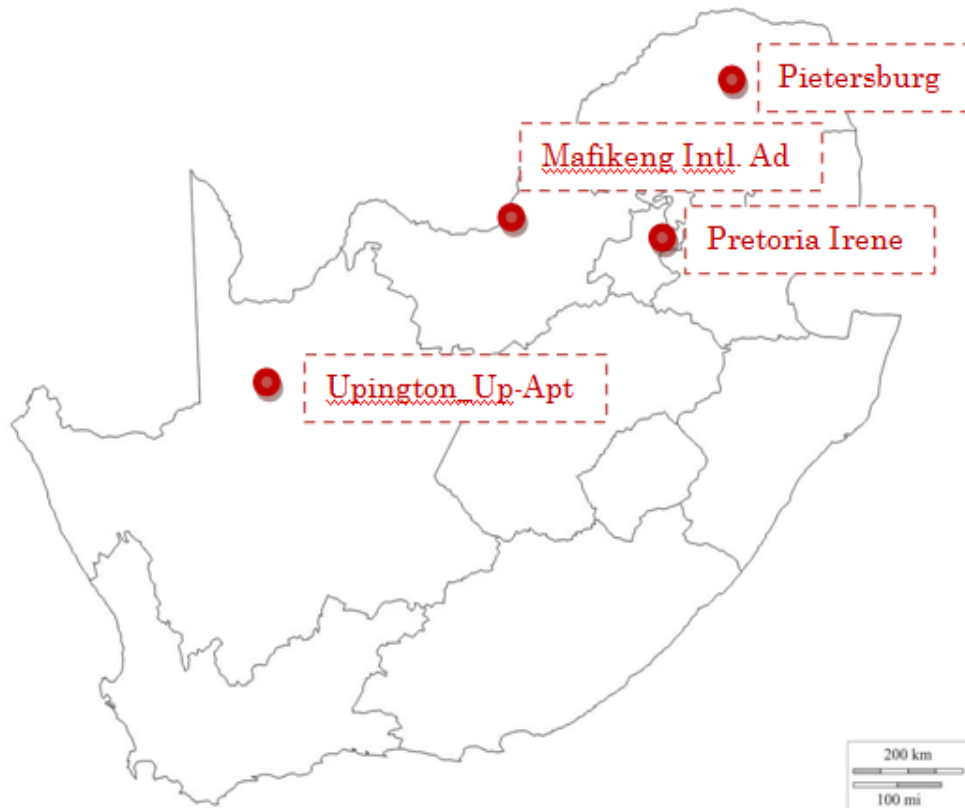 Pietersburg
Mafikeng Intl. Ad
Pretoria Irene
Upington_Up-Apt
200 km
100 mi